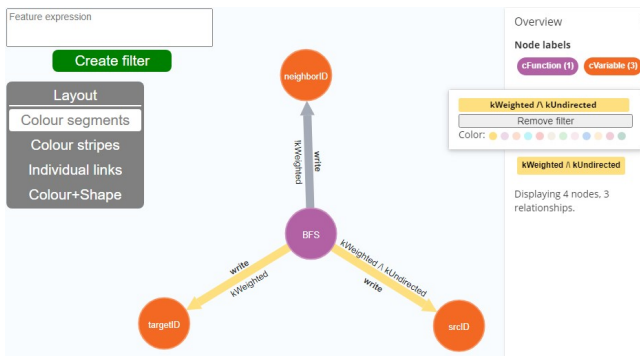 Feature expression
Create filter
Layout
Colour segments
Colour stripes
Individual links
Colour+Shape
neighborID
write
!kWeighted
BFS
write
kWeighted
kWeighted /\ kUndirected
write
targetID
srcID
Overview
Node labels
cFunction (1) cVariable (3)
kWeighted /\ kUndirected
Remove filter
Color:
kWeighted /\ kUndirected
Displaying 4 nodes, 3
relationships.